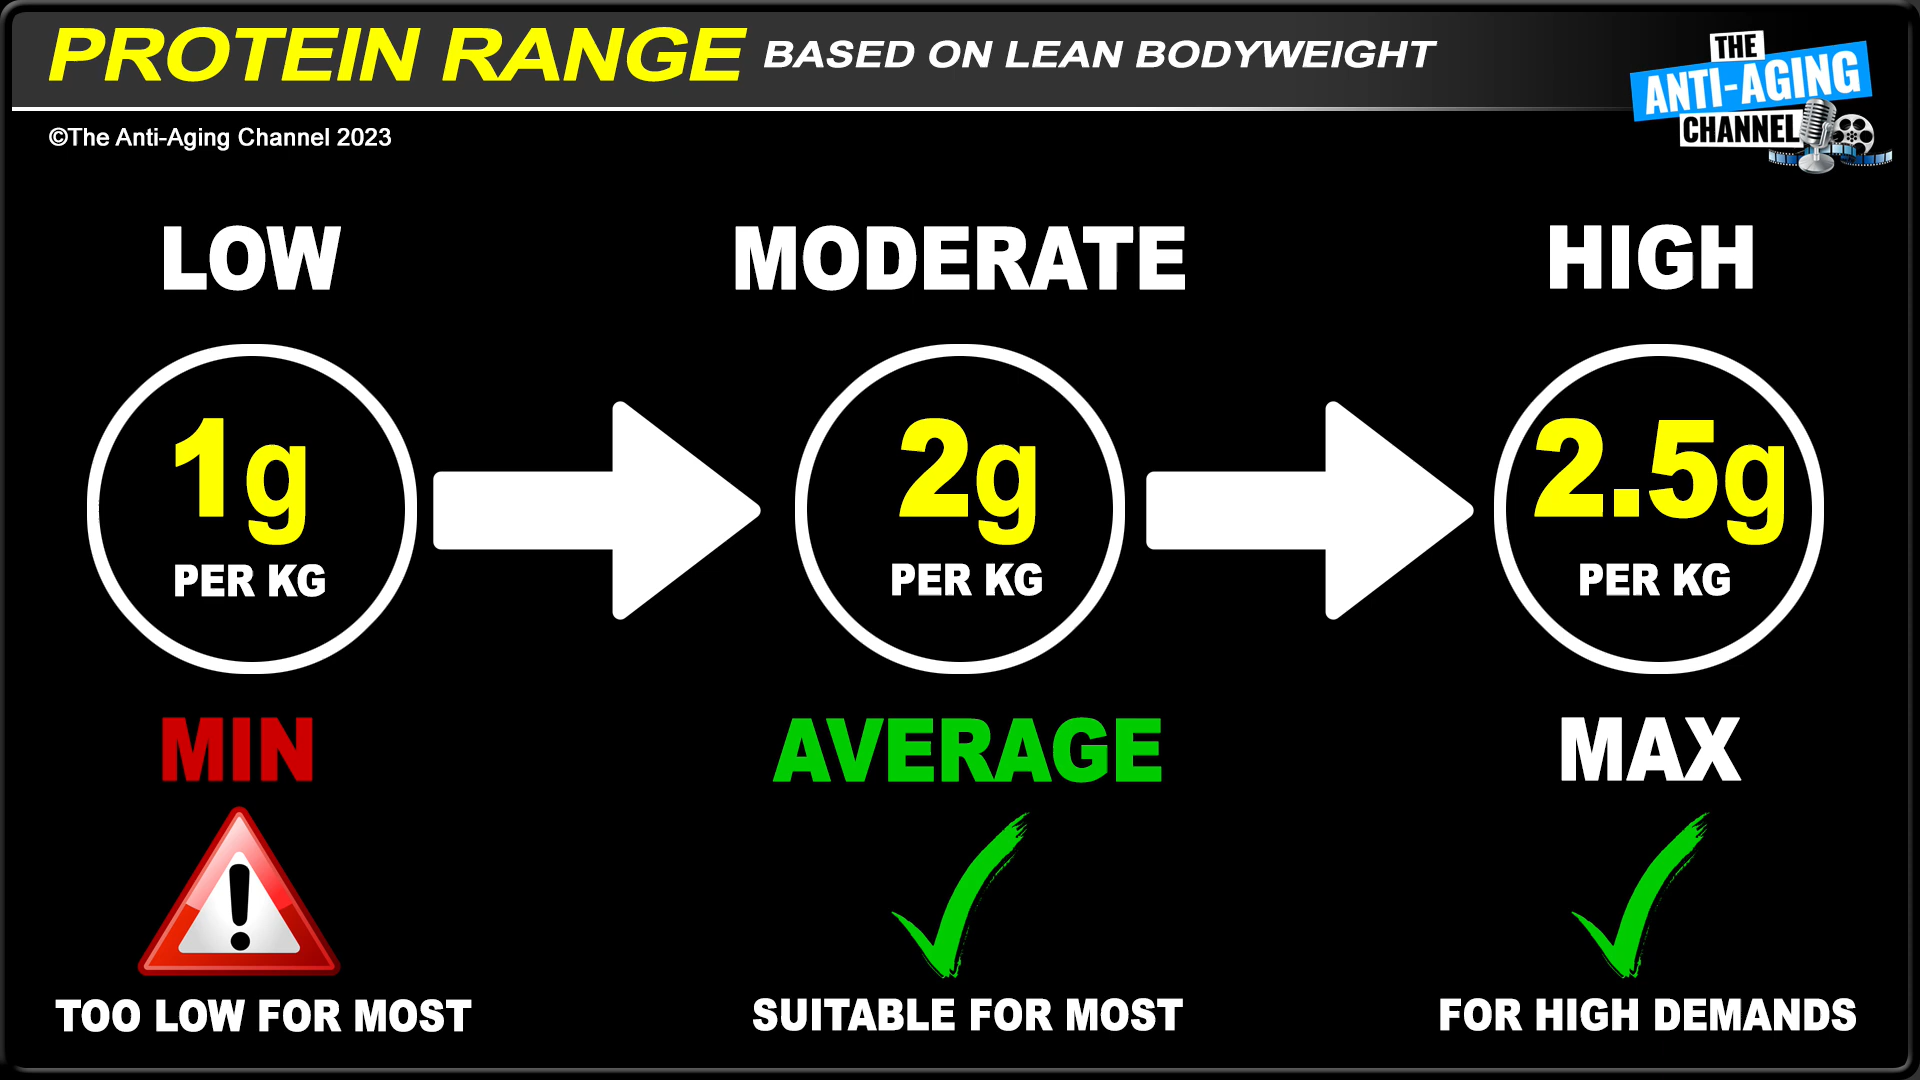 PROTEIN RANGE BASED ON LEAN BODYWEIGHT
THE
ANTI-AGING
CHANNEL
©The Anti-Aging Channel 2023
LOW
MODERATE
HIGH
1g
PER KG
2g
PER KG
2.5g
PER KG
MIN
AVERAGE
MAX
!
TOO LOW FOR MOST
SUITABLE FOR MOST
FOR HIGH DEMANDS